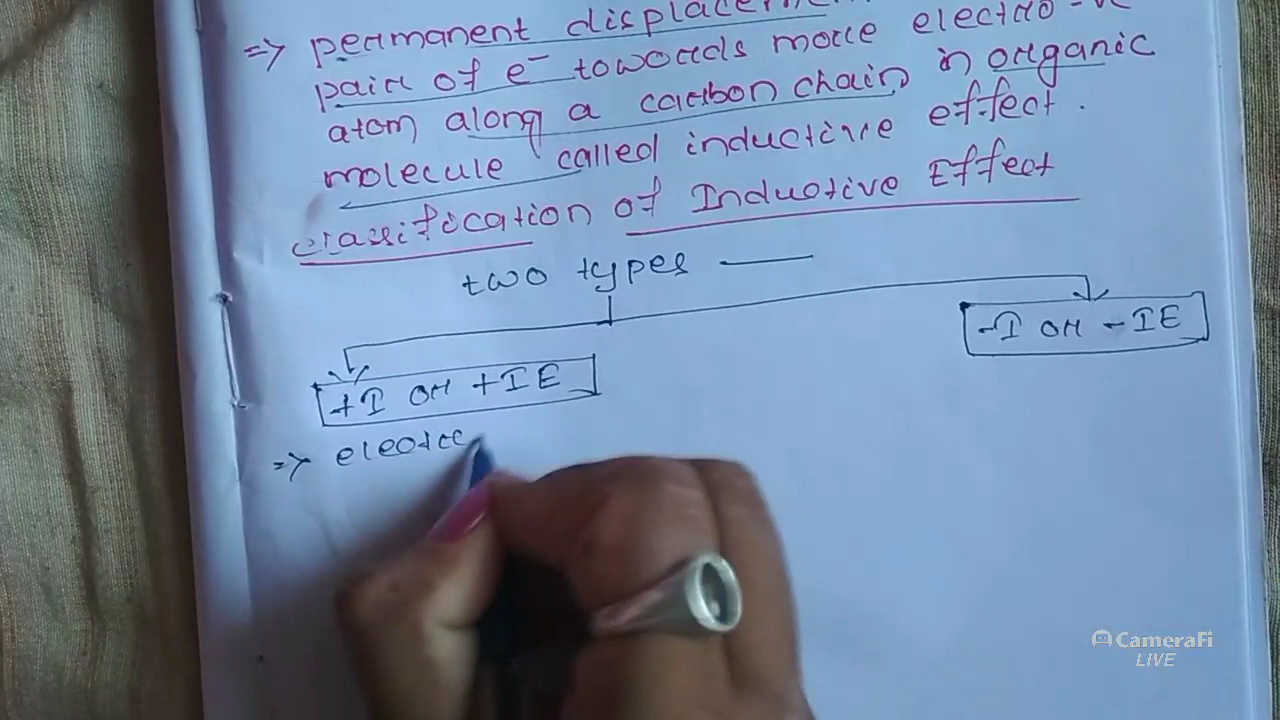 => permanent displacemen
pair of e⁻ towards more electro -ve
atom along a carbon chain in organic
molecule called inductive effect.
classification of Inductive Effect
two types —
-I OR -IE
+I OR +IE
=> electr
CameraFi
LIVE